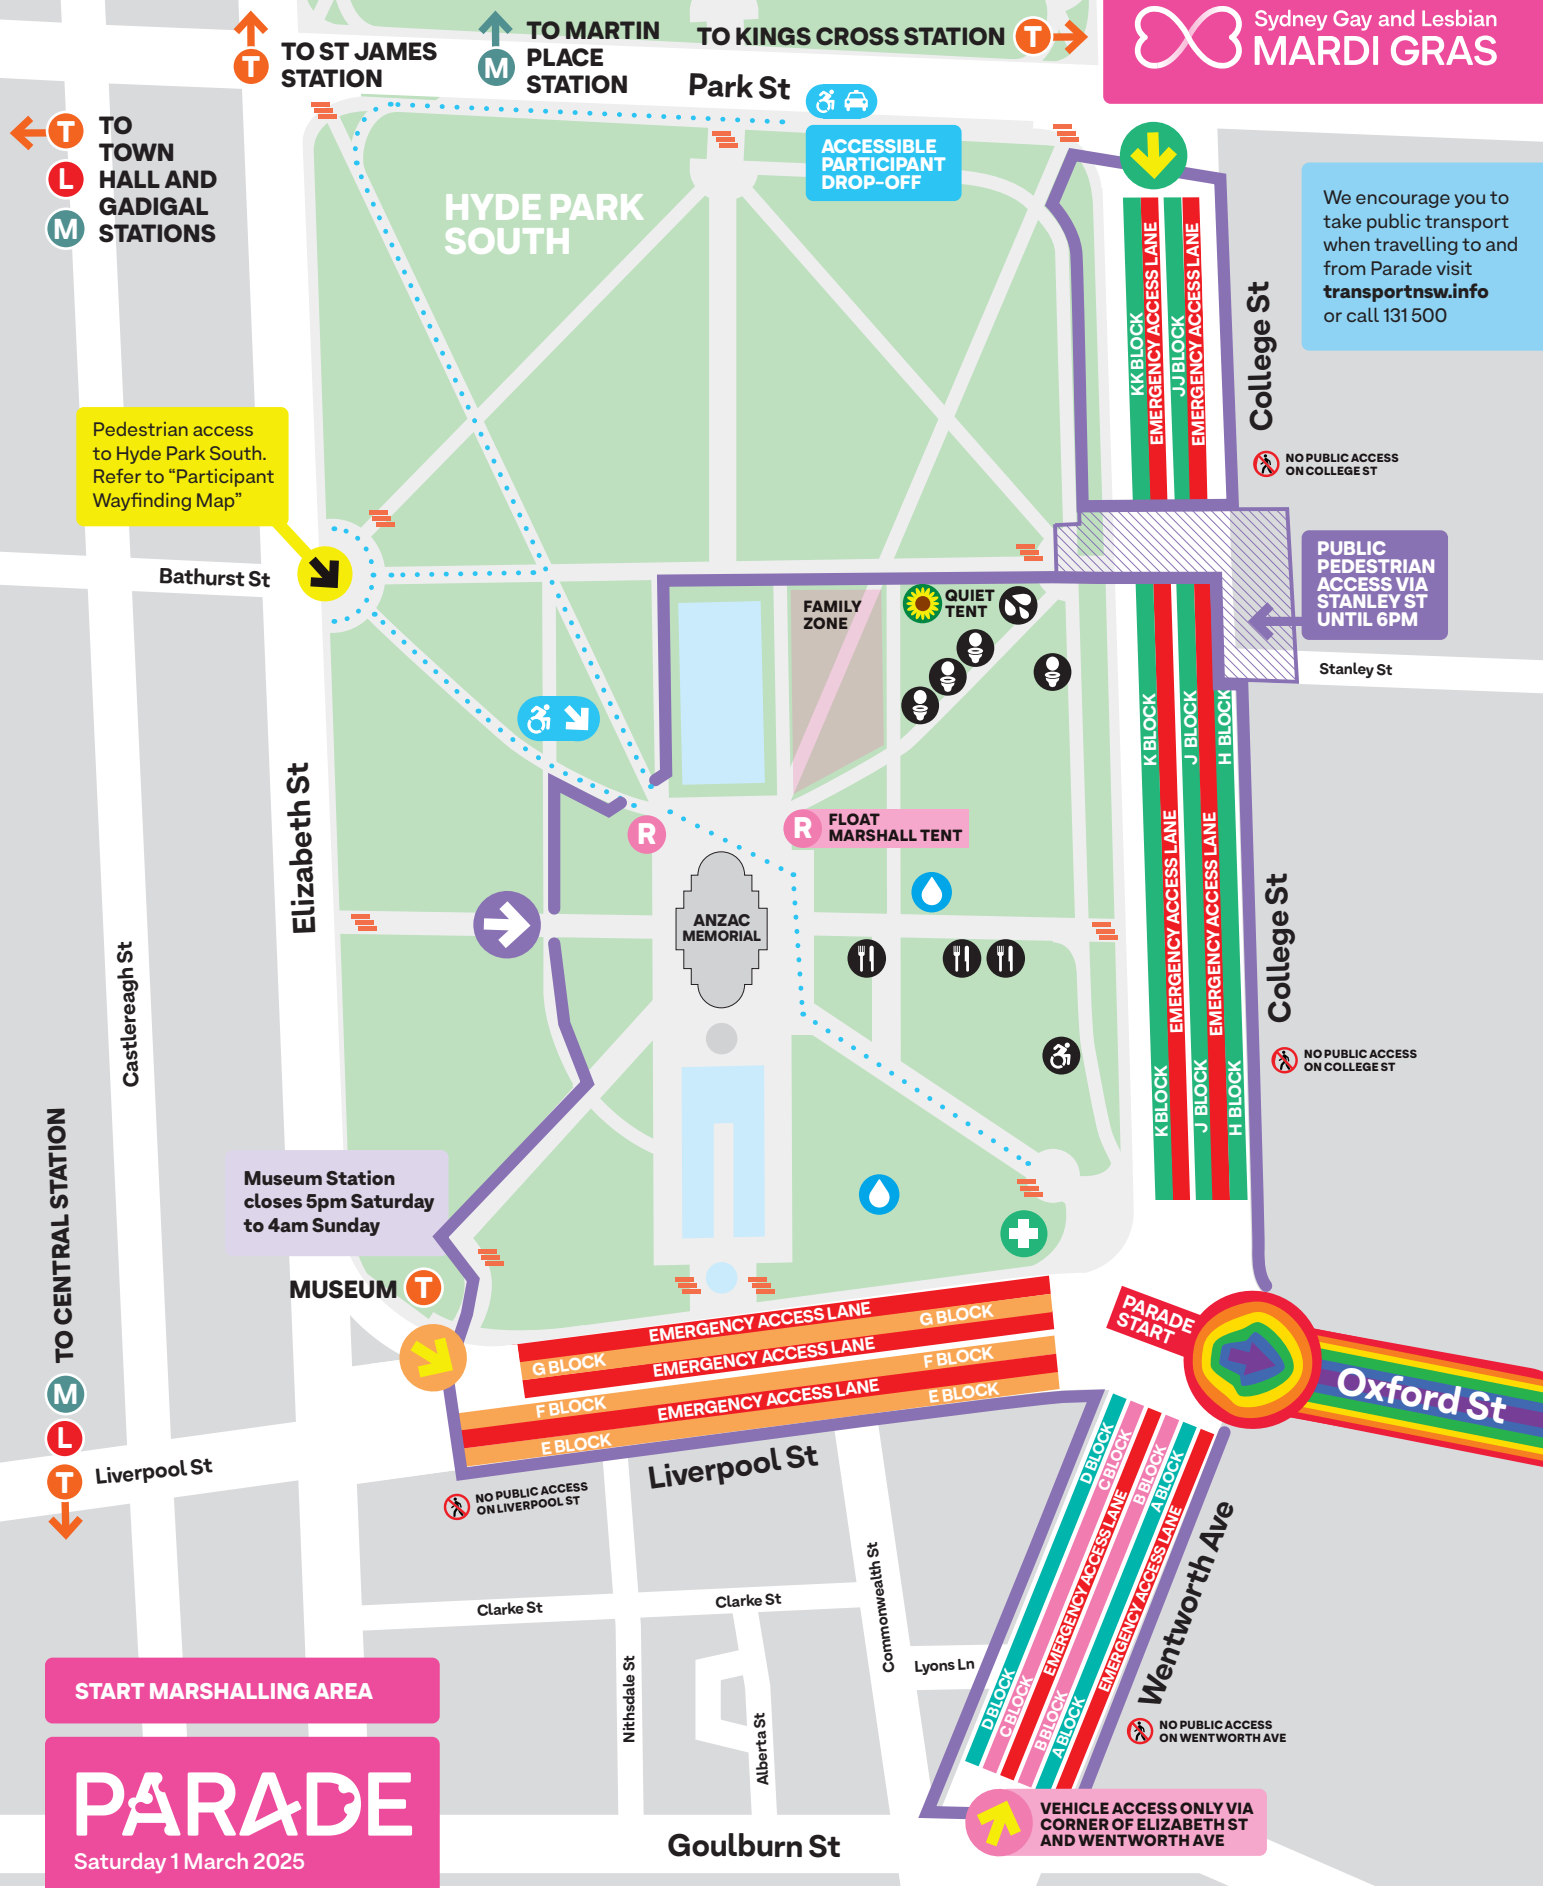 TO ST JAMES
STATION
TO MARTIN
PLACE
STATION
TO KINGS CROSS STATION
T
T
M
Sydney Gay and Lesbian
MARDI GRAS
Park St
T
L
M
TO
TOWN
HALL AND
GADIGAL
STATIONS
ACCESSIBLE
PARTICIPANT
DROP-OFF
HYDE PARK
SOUTH
We encourage you to
take public transport
when travelling to and
from Parade visit
transportnsw.info
or call 131 500
KK BLOCK
EMERGENCY ACCESS LANE
JJ BLOCK
EMERGENCY ACCESS LANE
College St
NO PUBLIC ACCESS
ON COLLEGE ST
Pedestrian access
to Hyde Park South.
Refer to “Participant
Wayfinding Map”
Bathurst St
PUBLIC
PEDESTRIAN
ACCESS VIA
STANLEY ST
UNTIL 6PM
Stanley St
FAMILY
ZONE
QUIET
TENT
K BLOCK
J BLOCK
H BLOCK
EMERGENCY ACCESS LANE
EMERGENCY ACCESS LANE
K BLOCK
J BLOCK
H BLOCK
College St
NO PUBLIC ACCESS
ON COLLEGE ST
Elizabeth St
R
R
FLOAT
MARSHALL TENT
ANZAC
MEMORIAL
Castlereagh St
Museum Station
closes 5pm Saturday
to 4am Sunday
MUSEUM
T
TO CENTRAL STATION
M
L
T
EMERGENCY ACCESS LANE
G BLOCK
G BLOCK
EMERGENCY ACCESS LANE
F BLOCK
F BLOCK
EMERGENCY ACCESS LANE
E BLOCK
E BLOCK
PARADE
START
Oxford St
Liverpool St
Liverpool St
NO PUBLIC ACCESS
ON LIVERPOOL ST
D BLOCK
C BLOCK
B BLOCK
A BLOCK
EMERGENCY ACCESS LANE
EMERGENCY ACCESS LANE
D BLOCK
C BLOCK
B BLOCK
A BLOCK
Wentworth Ave
NO PUBLIC ACCESS
ON WENTWORTH AVE
Clarke St
Clarke St
Commonwealth St
Lyons Ln
Nithsdale St
Alberta St
START MARSHALLING AREA
PARADE
Saturday 1 March 2025
Goulburn St
VEHICLE ACCESS ONLY VIA
CORNER OF ELIZABETH ST
AND WENTWORTH AVE